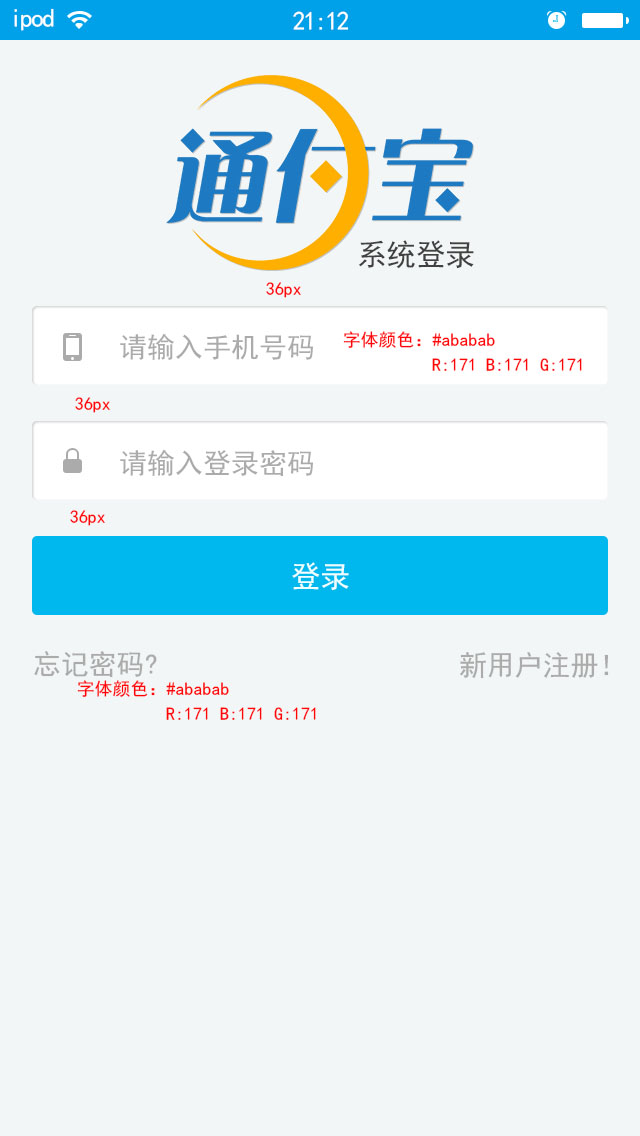 ipod 21:12
通付宝
系统登录
36px
请输入手机号码
字体颜色：#ababab
R:171 B:171 G:171
36px
请输入登录密码
36px
登录
忘记密码?
新用户注册！
字体颜色：#ababab
R:171 B:171 G:171